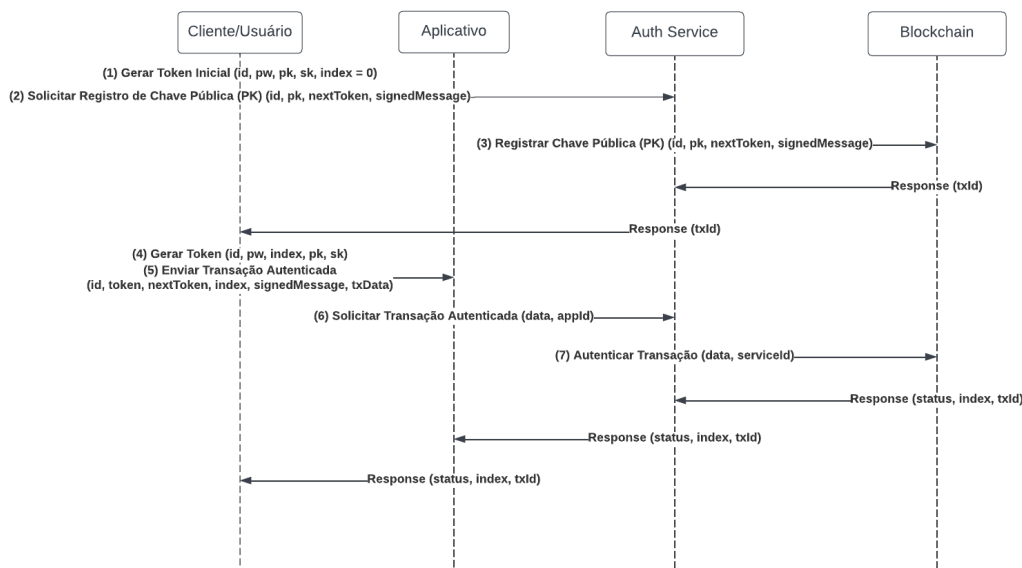 Cliente/Usuário
Aplicativo
Auth Service
Blockchain
(1) Gerar Token Inicial (id, pw, pk, sk, index = 0)
(2) Solicitar Registro de Chave Pública (PK) (id, pk, nextToken, signedMessage)
(3) Registrar Chave Pública (PK) (id, pk, nextToken, signedMessage)
Response (txId)
Response (txId)
(4) Gerar Token (id, pw, index, pk, sk)
(5) Enviar Transação Autenticada
(id, token, nextToken, index, signedMessage, txData)
(6) Solicitar Transação Autenticada (data, appId)
(7) Autenticar Transação (data, serviceId)
Response (status, index, txId)
Response (status, index, txId)
Response (status, index, txId)